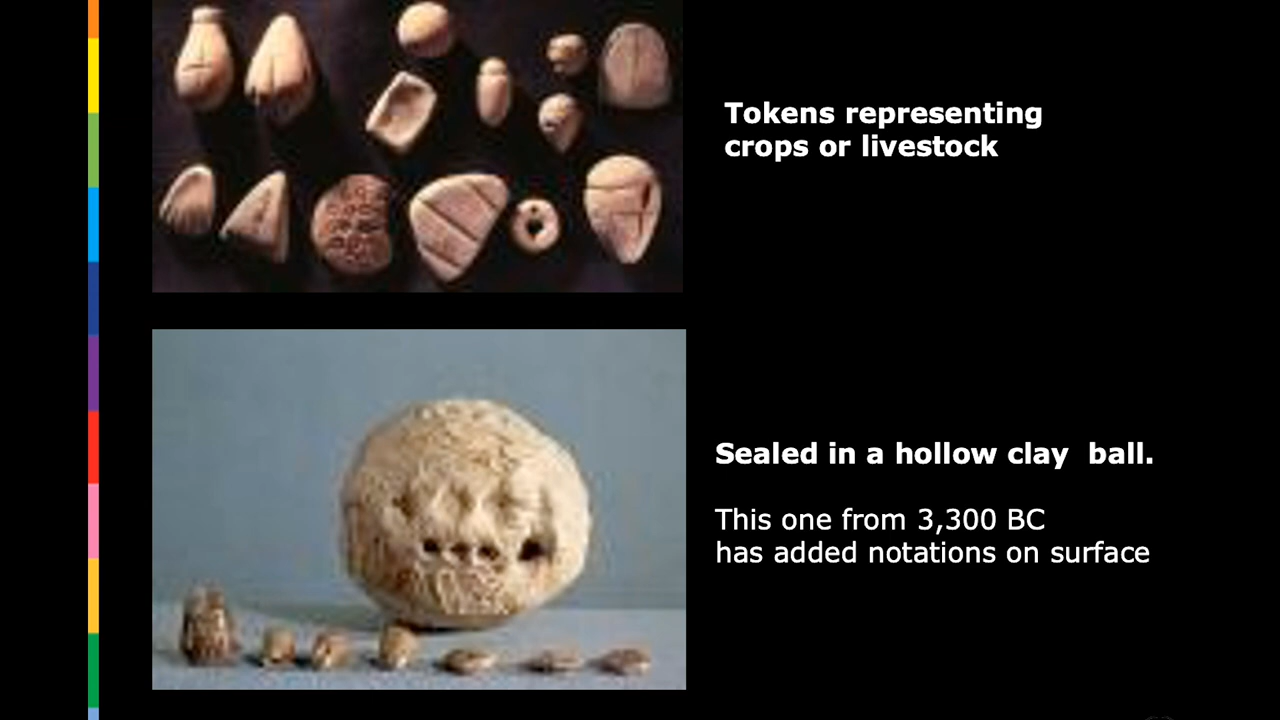 Tokens representing
crops or livestock
Sealed in a hollow clay  ball.
This one from 3,300 BC
has added notations on surface